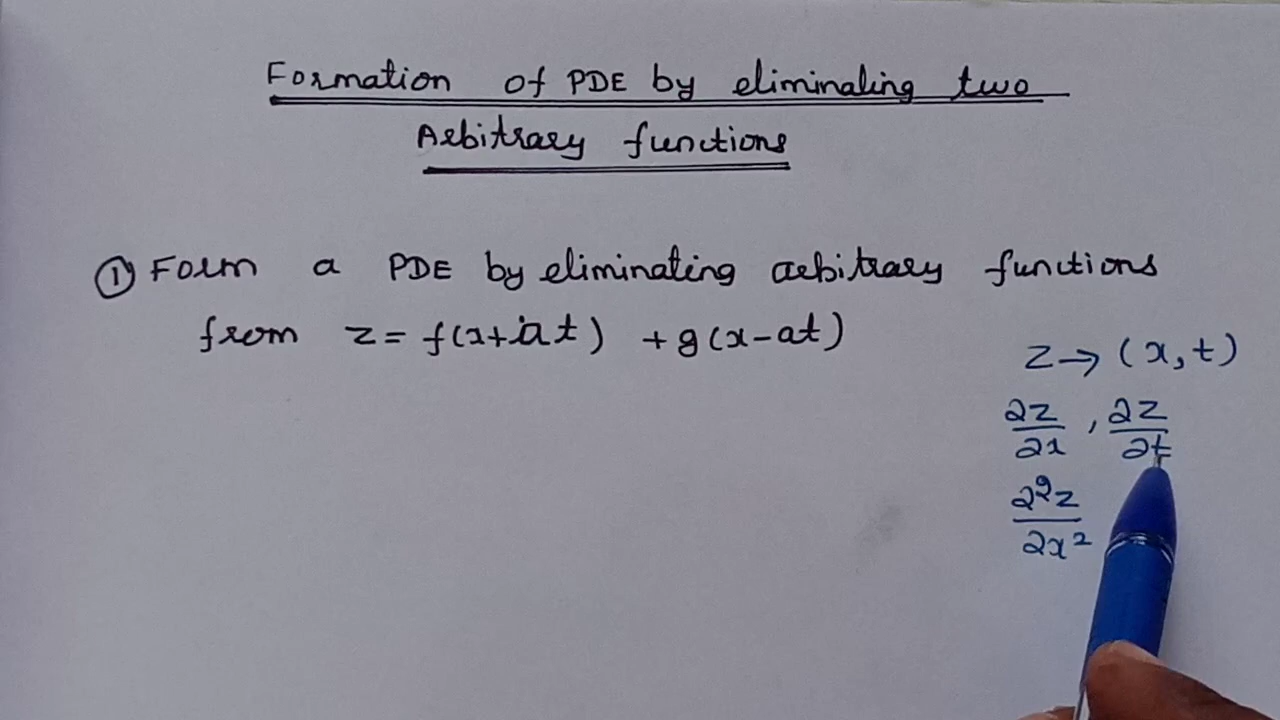 Formation of PDE by eliminating two
Arbitrary functions
① Form a PDE by eliminating arbitrary functions
from z = f(x+at) + g(x-at)
z → (x, t)
∂z/∂x , ∂z/∂t
∂²z/∂x²